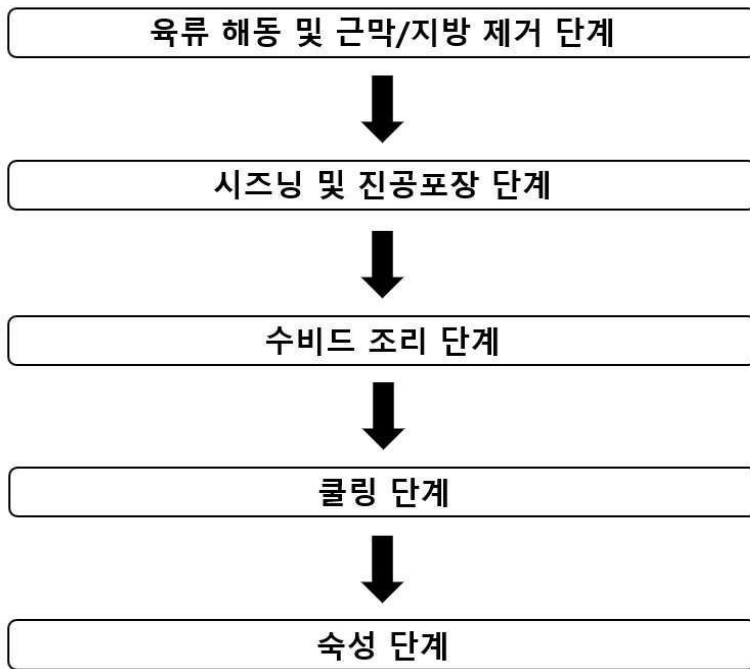 육류 해동 및 근막/지방 제거 단계
시즈닝 및 진공포장 단계
수비드 조리 단계
쿨링 단계
숙성 단계